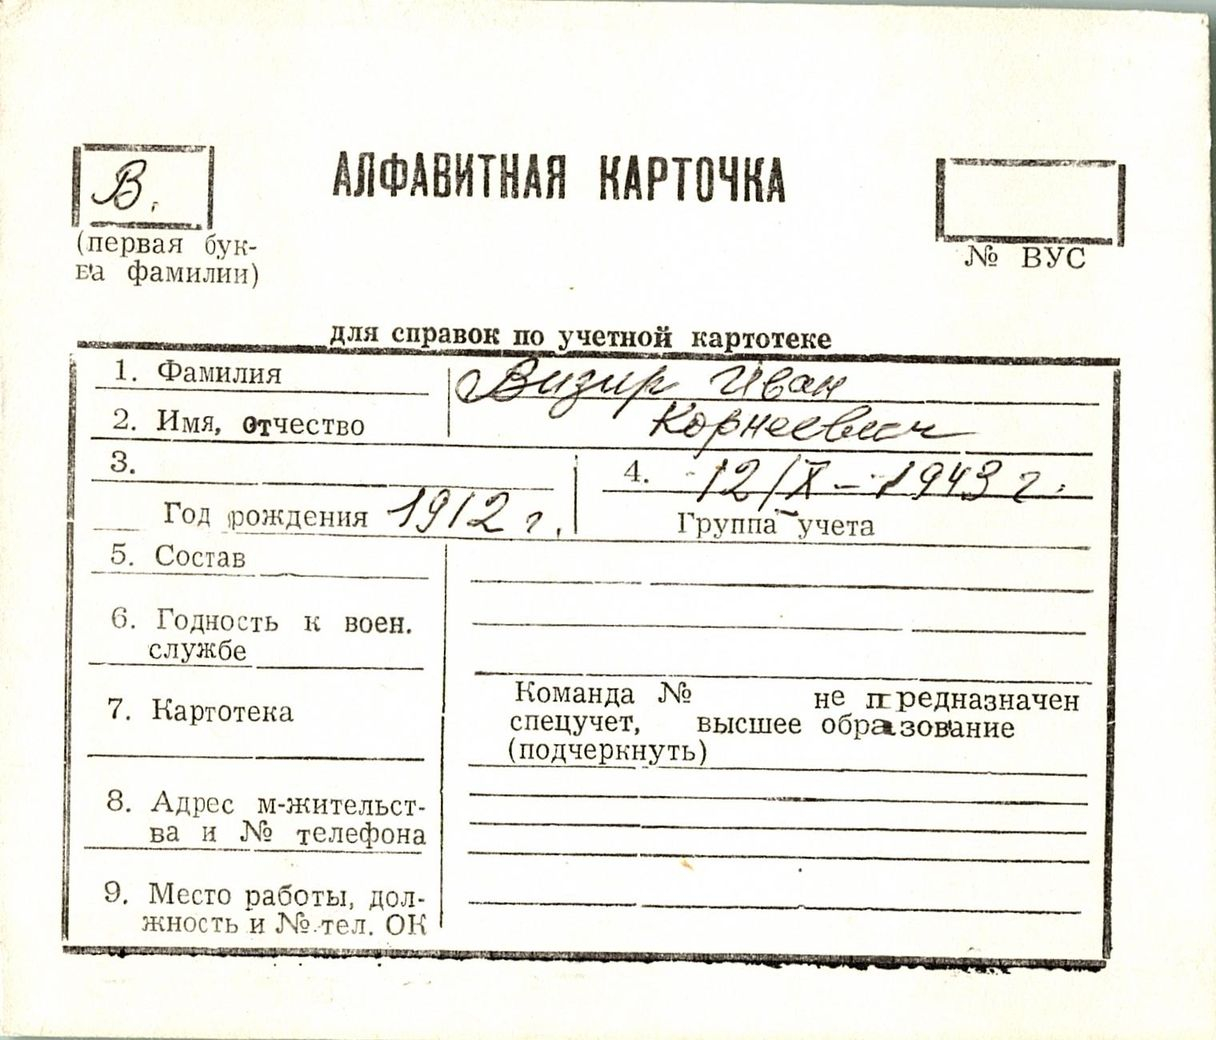 В.
АЛФАВИТНАЯ КАРТОЧКА
(первая бук-
ва фамилии)
№ ВУС
для справок по учетной картотеке
1. Фамилия
Визир Иван
2. Имя, отчество
Корнеевич
3.
4. 12/IX – 1943 г.
Год рождения 1912 г.
Группа учета
5. Состав
6. Годность к воен.
службе
7. Картотека
Команда № не предназначен
спецучет, высшее образование
(подчеркнуть)
8. Адрес м-жительст-
ва и № телефона
9. Место работы, дол-
жность и № тел. ОК